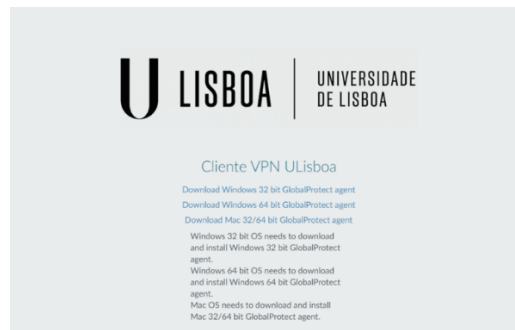 U LISBOA
UNIVERSIDADE
DE LISBOA
Cliente VPN ULisboa
Download Windows 32 bit GlobalProtect agent
Download Windows 64 bit GlobalProtect agent
Download Mac 32/64 bit GlobalProtect agent
Windows 32 bit OS needs to download
and install Windows 32 bit GlobalProtect
agent.
Windows 64 bit OS needs to download
and install Windows 64 bit GlobalProtect
agent.
Mac OS needs to download and install
Mac 32/64 bit GlobalProtect agent.